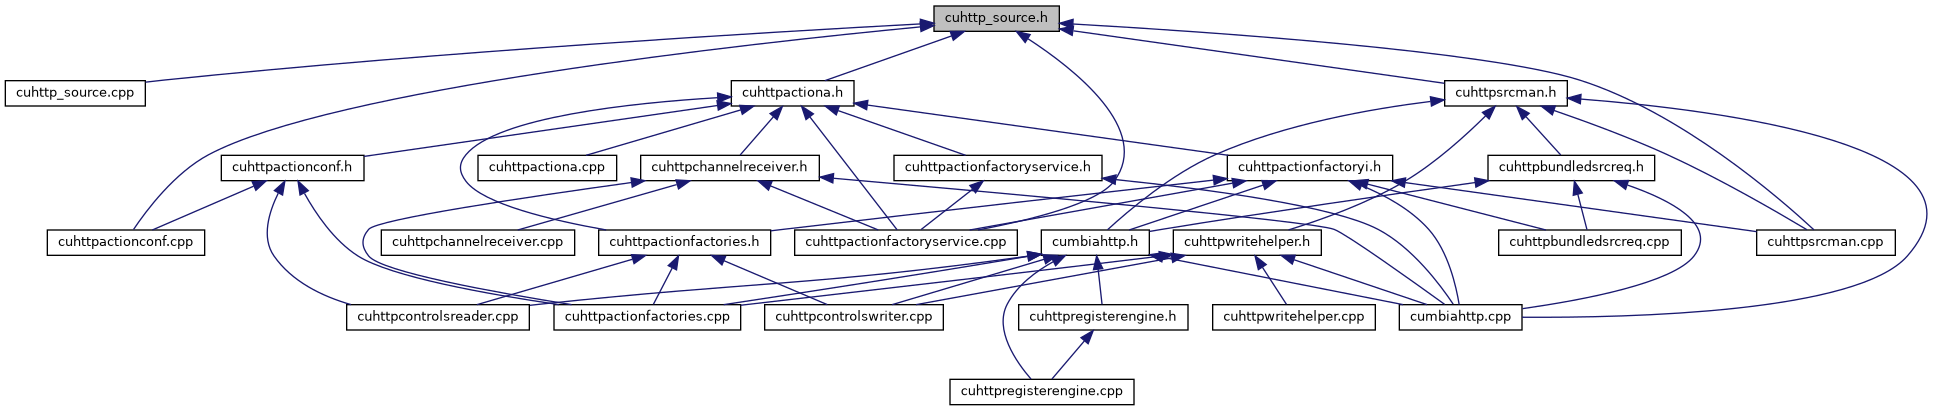 cuhttp_source.h
cuhttp_source.cpp
cuhttpactiona.h
cuhttpsrcman.h
cuhttpactionconf.h
cuhttpactiona.cpp
cuhttpchannelreceiver.h
cuhttpactionfactoryservice.h
cuhttpactionfactoryi.h
cuhttpbundledsrcreq.h
cuhttpactionconf.cpp
cuhttpchannelreceiver.cpp
cuhttpactionfactories.h
cuhttpactionfactoryservice.cpp
cumbiahttp.h
cuhttpwritehelper.h
cuhttpbundledsrcreq.cpp
cuhttpsrcman.cpp
cuhttpcontrolsreader.cpp
cuhttpactionfactories.cpp
cuhttpcontrolswriter.cpp
cuhttpregisterengine.h
cuhttpwritehelper.cpp
cumbiahttp.cpp
cuhttpregisterengine.cpp